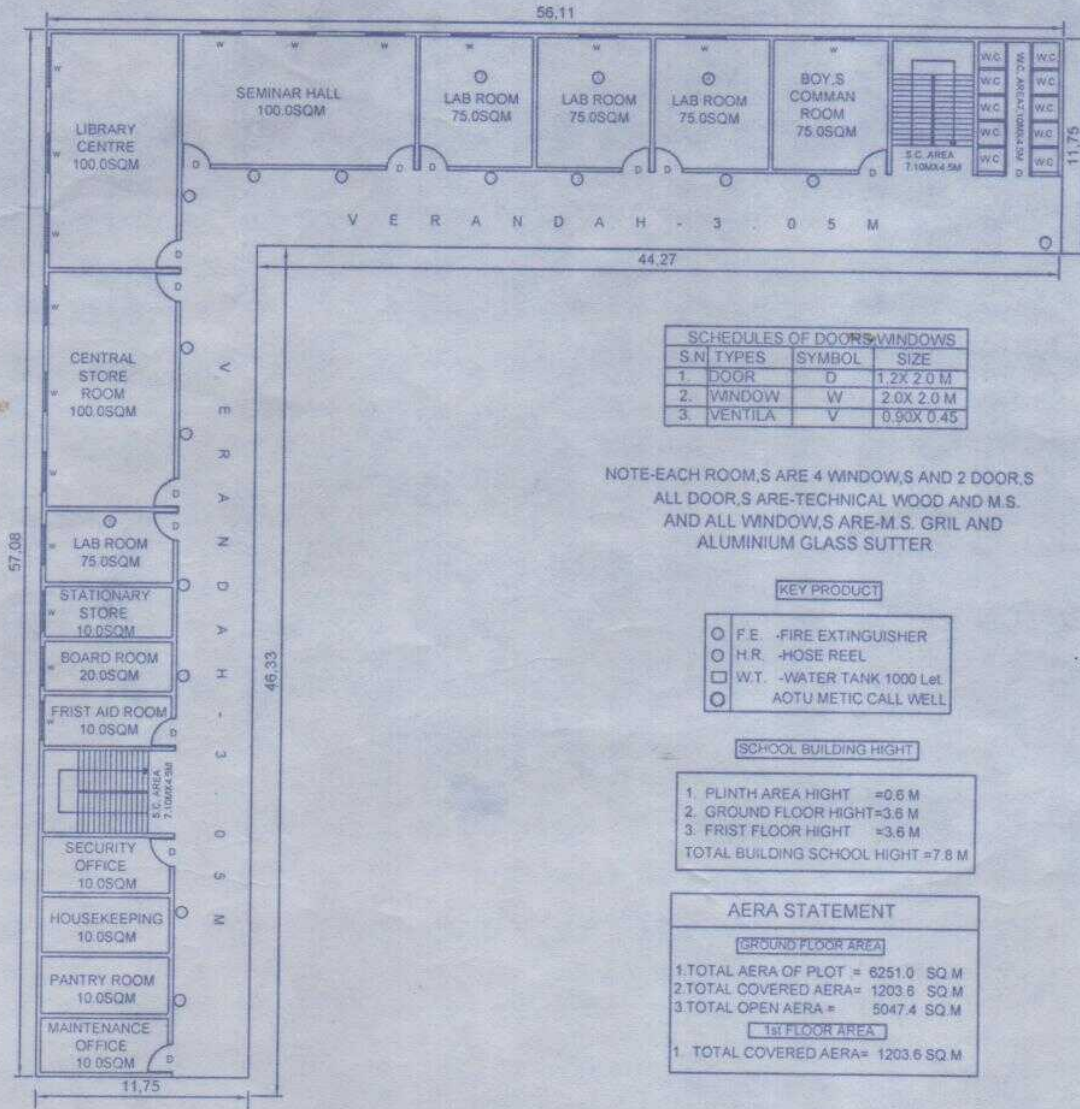 56,11
57,08
11,75
W
W
W
W
W
W
W
LIBRARY
CENTRE
100.0SQM
W
W
W
D
SEMINAR HALL
100.0SQM
D
D
LAB ROOM
75.0SQM
D
LAB ROOM
75.0SQM
D
LAB ROOM
75.0SQM
D
BOY,S
COMMAN
ROOM
75.0SQM
D
S.C. AREA
7.10MX4.5M
W.C
W.C
W.C
W.C
W.C
W.C. AREA7.10MX4.5M
D
W.C
W.C
W.C
W.C
W.C
VERANDAH-3.05M
44,27
D
CENTRAL
STORE
ROOM
100.0SQM
W
W
W
D
D
LAB ROOM
75.0SQM
W
STATIONARY
STORE
10.0SQM
W
BOARD ROOM
20.0SQM
W
FRIST AID ROOM
10.0SQM
W
D
S.C. AREA
7.10MX4.5M
SECURITY
OFFICE
10.0SQM
D
HOUSEKEEPING
10.0SQM
PANTRY ROOM
10.0SQM
MAINTENANCE
OFFICE
10.0SQM
D
VERANDAH-3.05M
46,33
11,75
SCHEDULES OF DOORS,WINDOWS
S.N TYPES SYMBOL SIZE
1. DOOR D 1.2X 2.0 M
2. WINDOW W 2.0X 2.0 M
3. VENTILA V 0.90X 0.45
NOTE-EACH ROOM,S ARE 4 WINDOW,S AND 2 DOOR,S
ALL DOOR,S ARE-TECHNICAL WOOD AND M.S.
AND ALL WINDOW,S ARE-M.S. GRIL AND
ALUMINIUM GLASS SUTTER
KEY PRODUCT
F.E. -FIRE EXTINGUISHER
H.R. -HOSE REEL
W.T. -WATER TANK 1000 Let.
AOTU METIC CALL WELL
SCHOOL BUILDING HIGHT
1. PLINTH AREA HIGHT =0.6 M
2. GROUND FLOOR HIGHT=3.6 M
3. FRIST FLOOR HIGHT =3.6 M
TOTAL BUILDING SCHOOL HIGHT =7.8 M
AERA STATEMENT
GROUND FLOOR AREA
1.TOTAL AERA OF PLOT = 6251.0 SQ.M
2.TOTAL COVERED AERA= 1203.6 SQ.M
3.TOTAL OPEN AERA = 5047.4 SQ.M
1st FLOOR AREA
1. TOTAL COVERED AERA= 1203.6 SQ.M